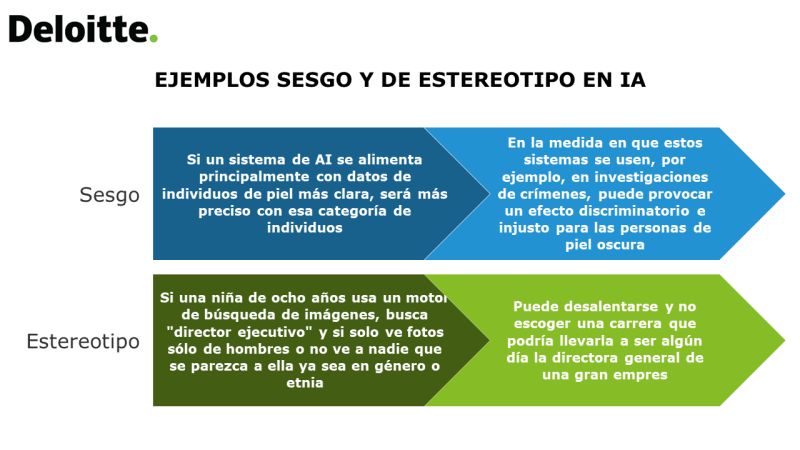 Deloitte.
EJEMPLOS SESGO Y DE ESTEREOTIPO EN IA
Sesgo
Si un sistema de AI se alimenta
principalmente con datos de
individuos de piel más clara, será más
preciso con esa categoría de
individuos
En la medida en que estos
sistemas se usen, por
ejemplo, en investigaciones
de crímenes, puede provocar
un efecto discriminatorio e
injusto para las personas de
piel oscura
Estereotipo
Si una niña de ocho años usa un motor
de búsqueda de imágenes, busca
"director ejecutivo" y si solo ve fotos
sólo de hombres o no ve a nadie que
se parezca a ella ya sea en género o
etnia
Puede desalentarse y no
escoger una carrera que
podría llevarla a ser algún
día la directora general de
una gran empres